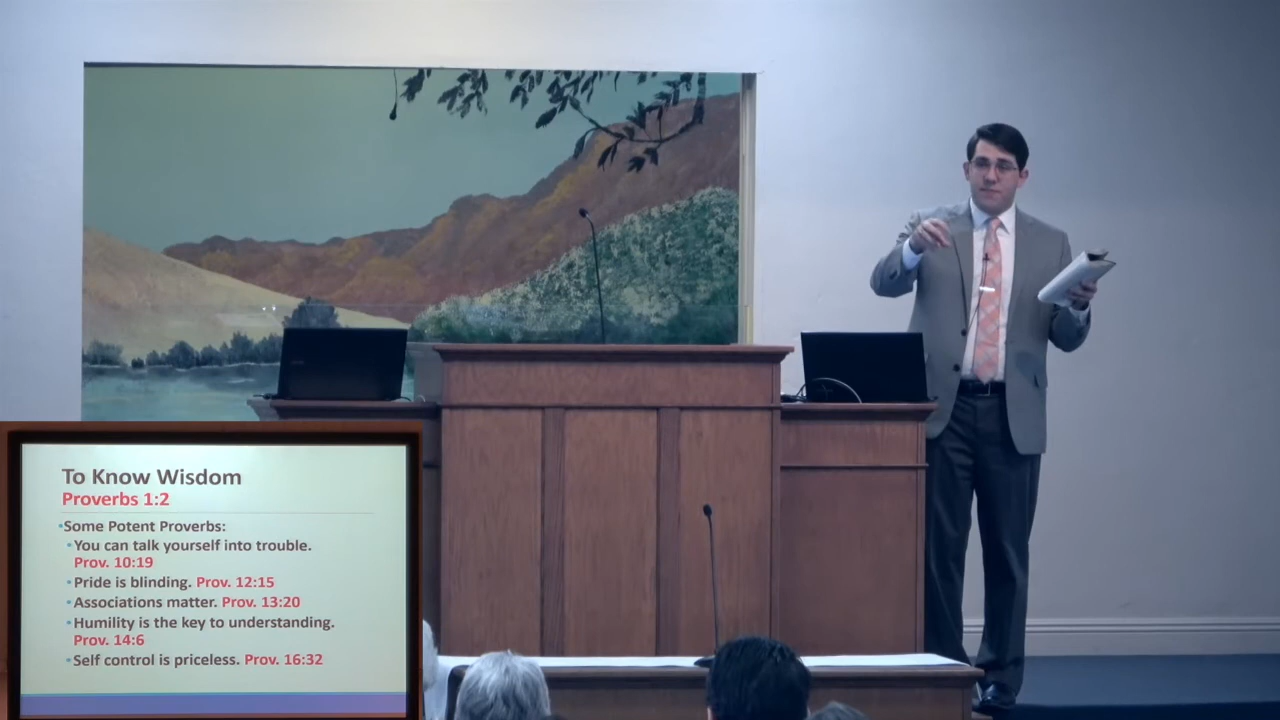 To Know Wisdom
Proverbs 1:2
•Some Potent Proverbs:
•You can talk yourself into trouble.
Prov. 10:19
•Pride is blinding. Prov. 12:15
•Associations matter. Prov. 13:20
•Humility is the key to understanding.
Prov. 14:6
•Self control is priceless. Prov. 16:32